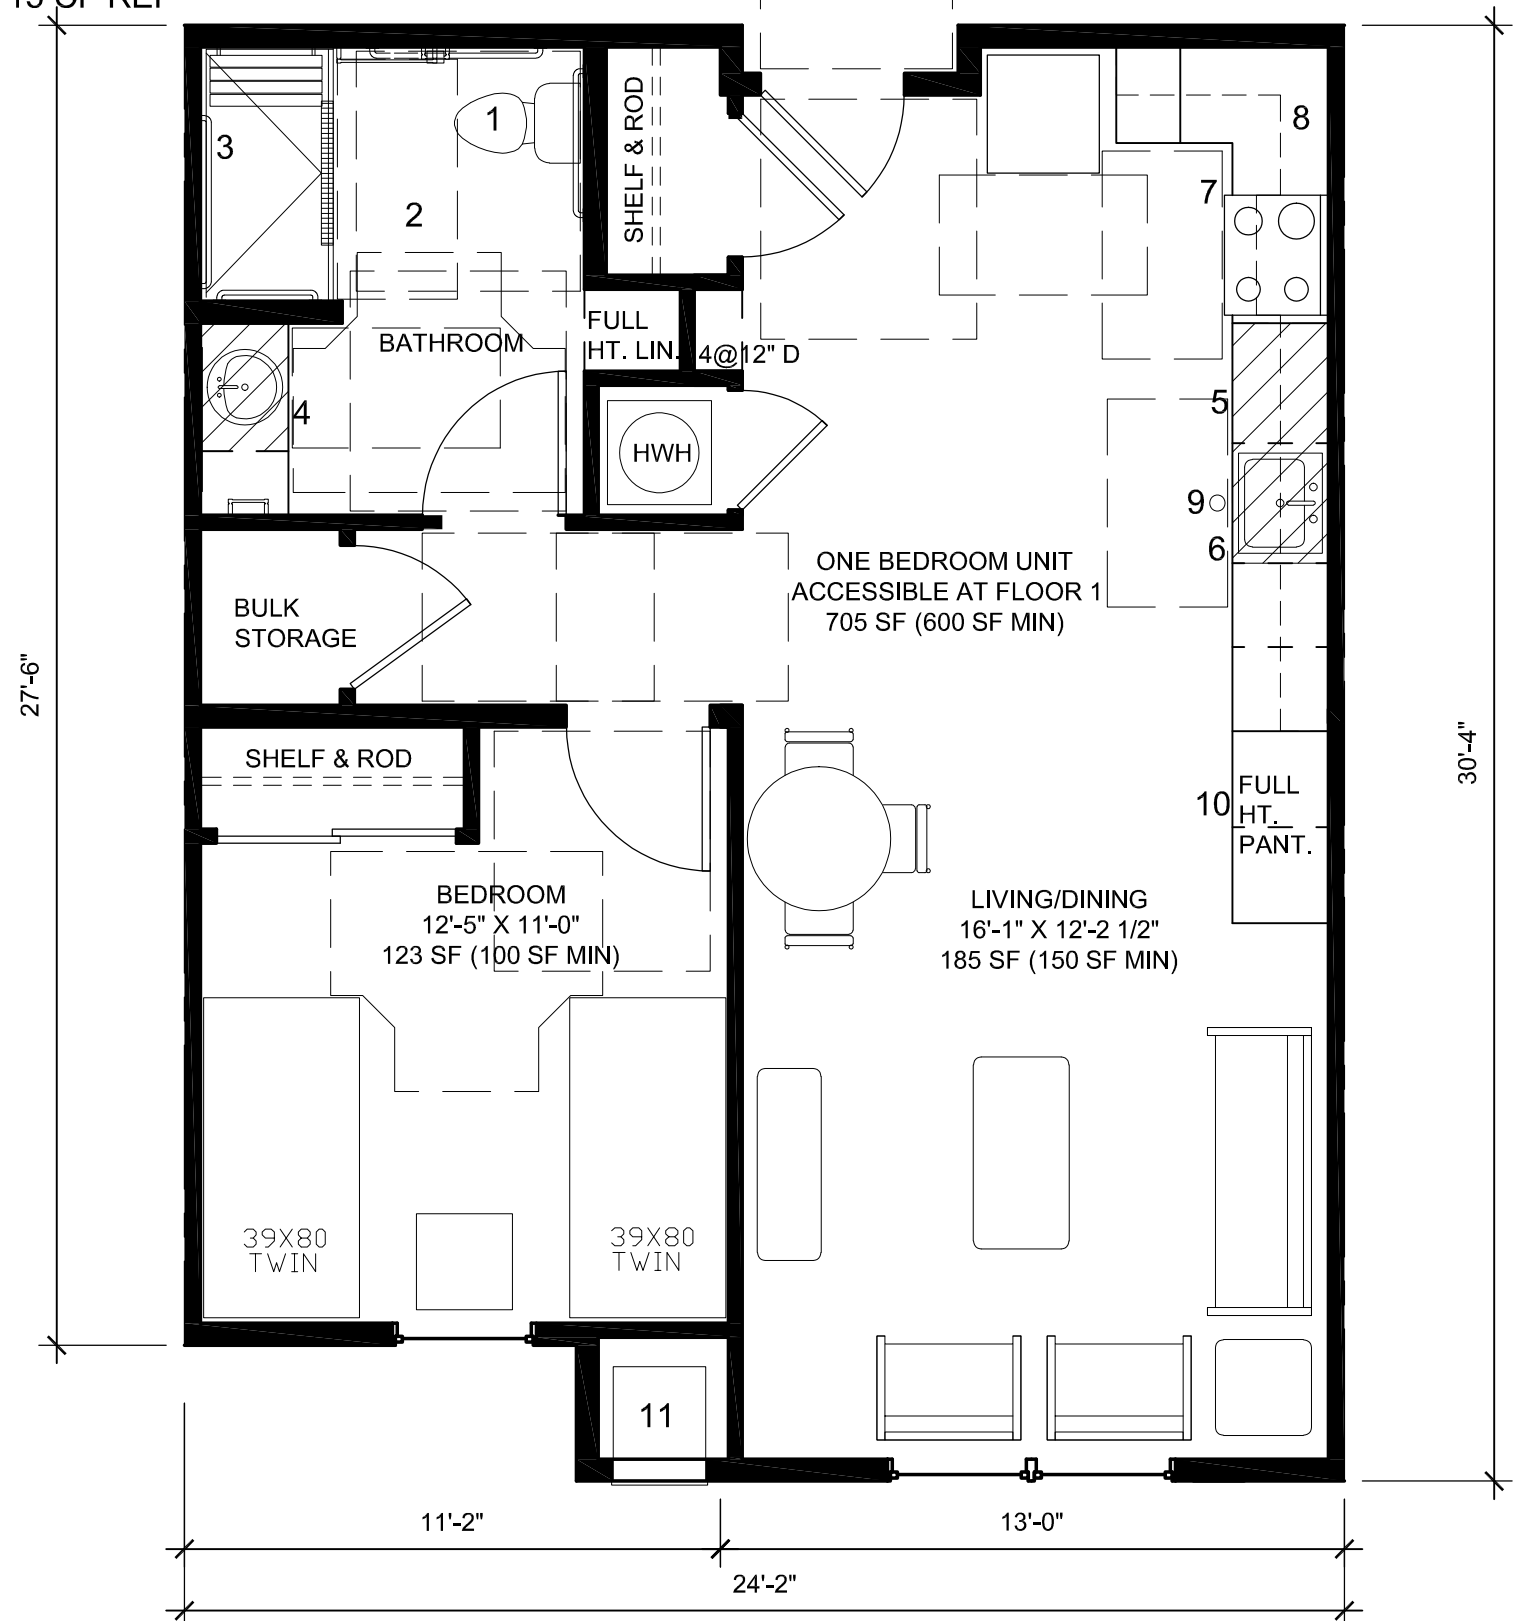 1
SHELF & ROD
3
8
7
2
FULL
HT. LIN.
BATHROOM
4@12" D
4
5
HWH
9
6
ONE BEDROOM UNIT
ACCESSIBLE AT FLOOR 1
705 SF (600 SF MIN)
BULK
STORAGE
27'-6"
30'-4"
SHELF & ROD
10
FULL
HT.
PANT.
BEDROOM
12'-5" X 11'-0"
123 SF (100 SF MIN)
LIVING/DINING
16'-1" X 12'-2 1/2"
185 SF (150 SF MIN)
39X80
TWIN
39X80
TWIN
11
11'-2"
13'-0"
24'-2"